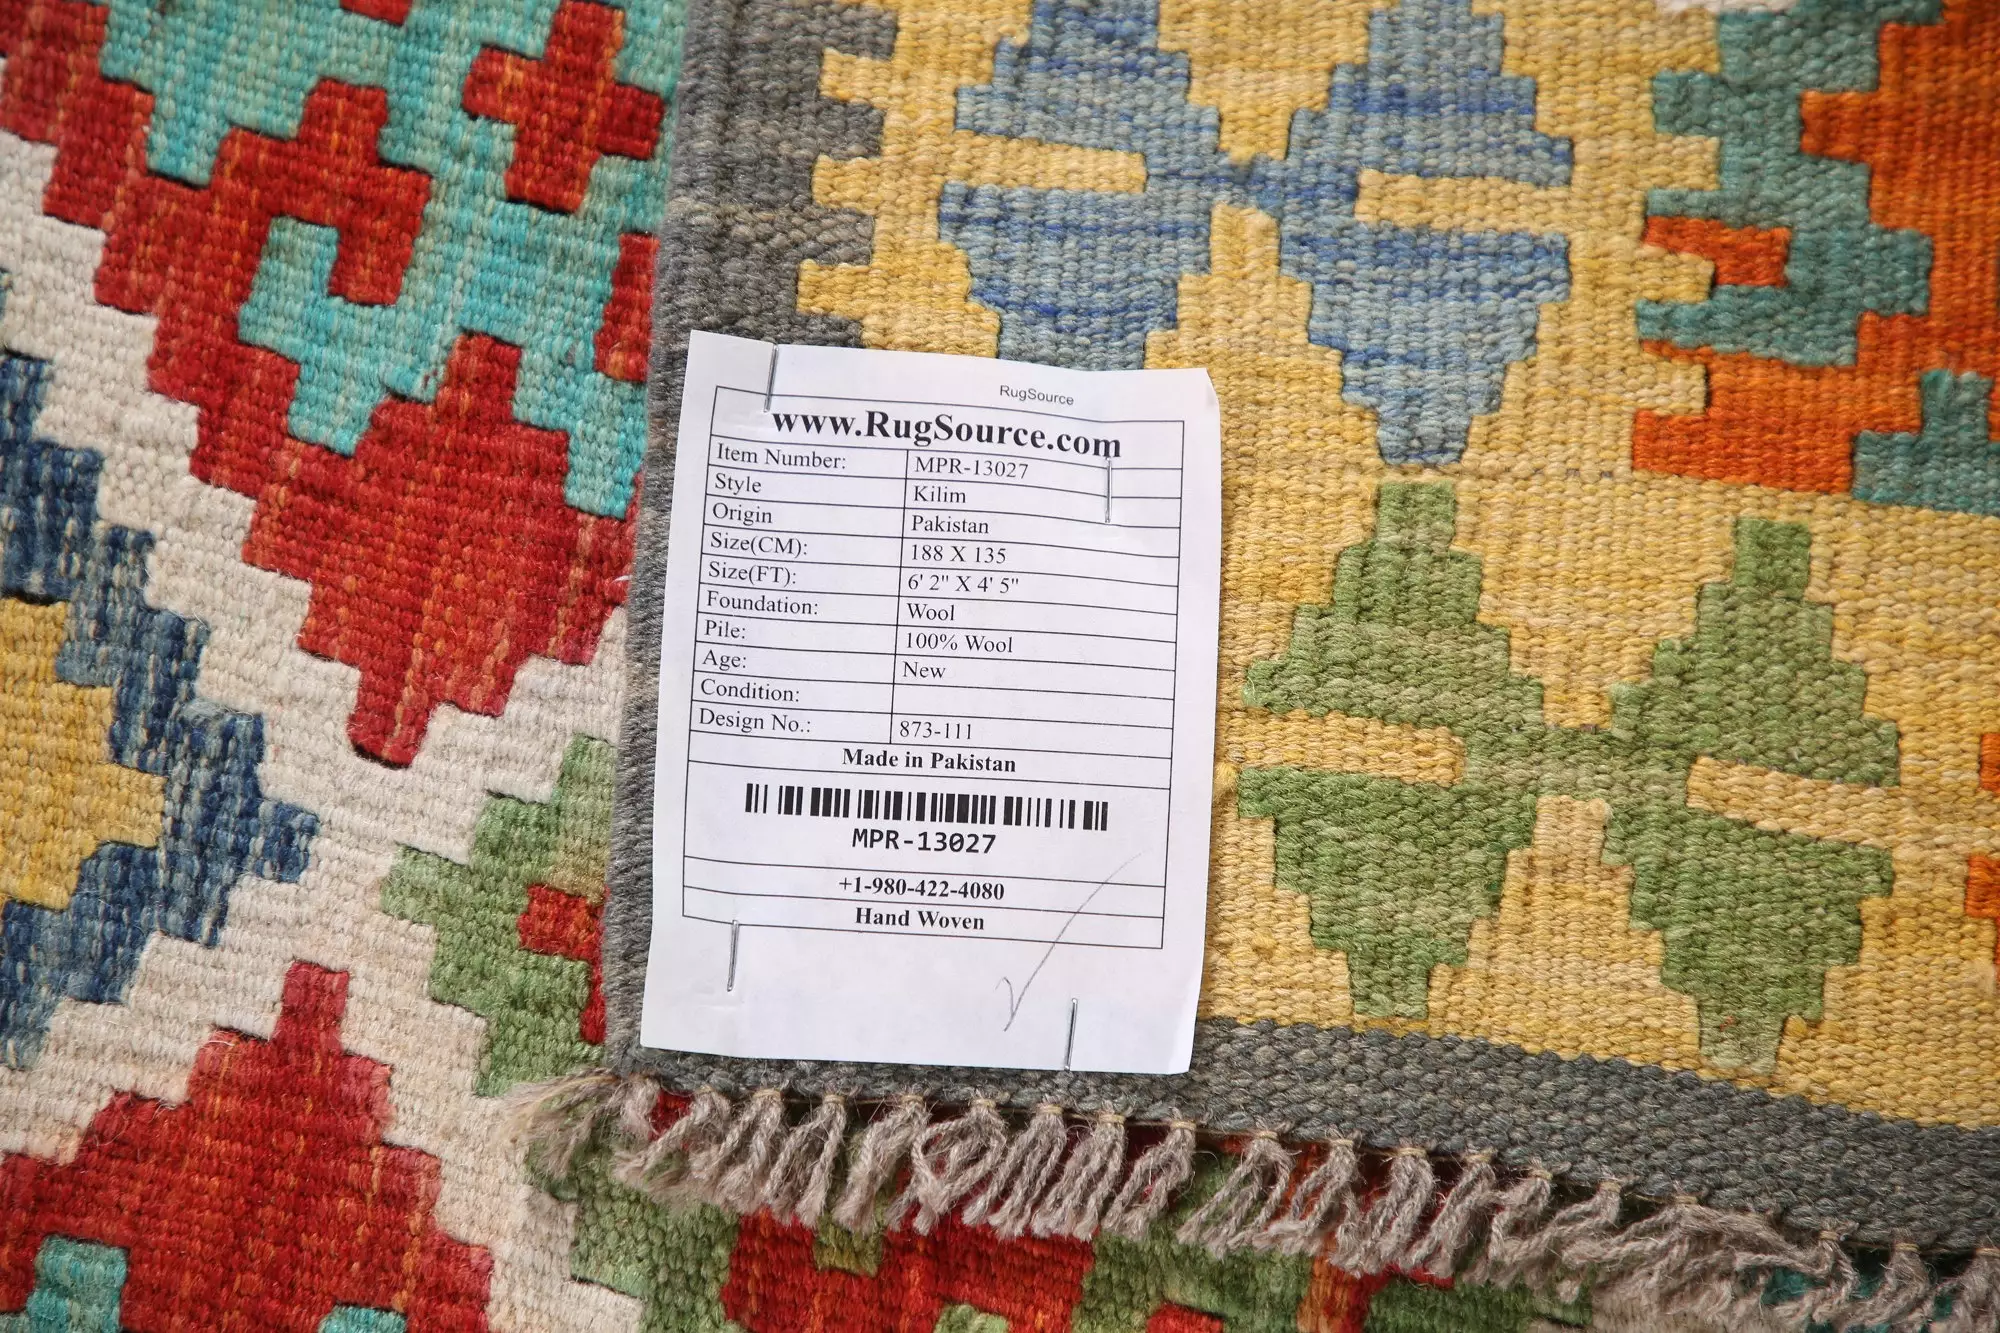 RugSource
www.RugSource.com
Item Number: MPR-13027
Style Kilim
Origin Pakistan
Size(CM): 188 X 135
Size(FT): 6' 2" X 4' 5"
Foundation: Wool
Pile: 100% Wool
Age: New
Condition:
Design No.: 873-111
Made in Pakistan
MPR-13027
+1-980-422-4080
Hand Woven